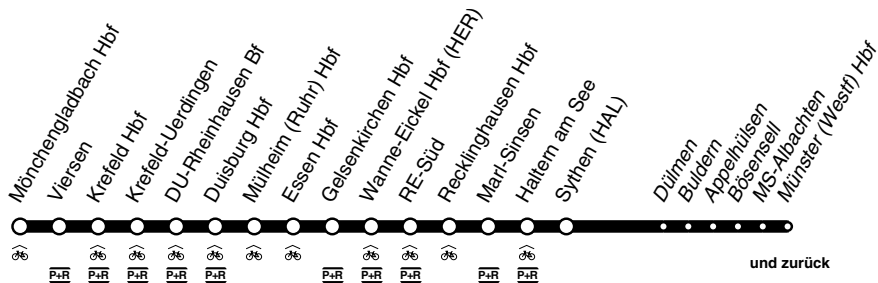 Mönchengladbach Hbf
Viersen
Krefeld Hbf
Krefeld-Uerdingen
DU-Rheinhausen Bf
Duisburg Hbf
Mülheim (Ruhr) Hbf
Essen Hbf
Gelsenkirchen Hbf
Wanne-Eickel Hbf (HER)
RE-Süd
Recklinghausen Hbf
Marl-Sinsen
Haltern am See
Sythen (HAL)
Dülmen
Buldern
Appelhülsen
Bösensell
MS-Albachten
Münster (Westf) Hbf
P+R P+R P+R P+R P+R P+R P+R P+R P+R P+R
und zurück